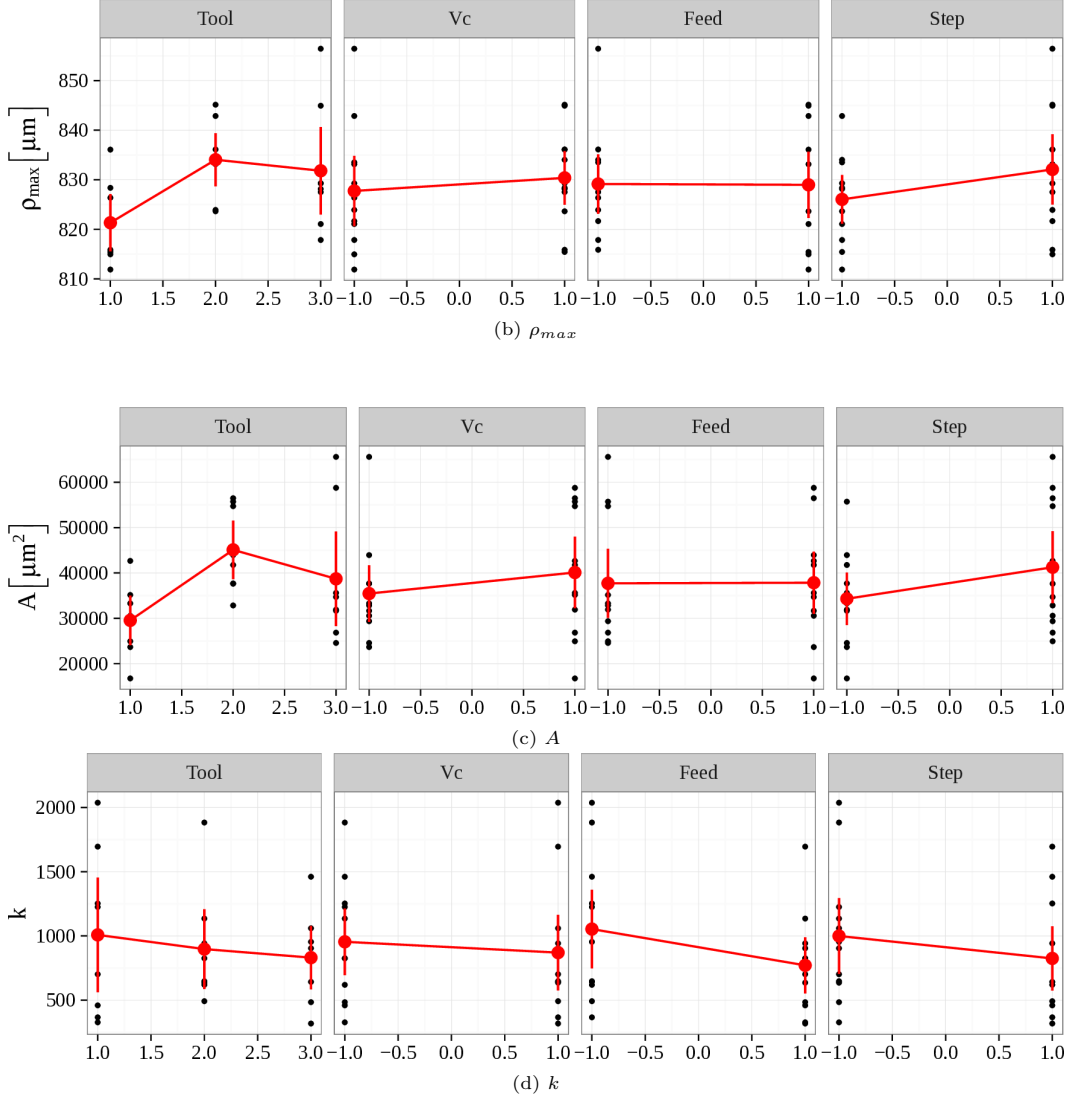 Tool Vc Feed Step
ρmax [μm]
850
840
830
820
810
1.0 1.5 2.0 2.5 3.0 −1.0 −0.5 0.0 0.5 1.0 −1.0 −0.5 0.0 0.5 1.0 −1.0 −0.5 0.0 0.5 1.0
(b) ρmax
Tool Vc Feed Step
A [μm²]
60000
50000
40000
30000
20000
1.0 1.5 2.0 2.5 3.0 −1.0 −0.5 0.0 0.5 1.0 −1.0 −0.5 0.0 0.5 1.0 −1.0 −0.5 0.0 0.5 1.0
(c) A
Tool Vc Feed Step
k
2000
1500
1000
500
1.0 1.5 2.0 2.5 3.0 −1.0 −0.5 0.0 0.5 1.0 −1.0 −0.5 0.0 0.5 1.0 −1.0 −0.5 0.0 0.5 1.0
(d) k